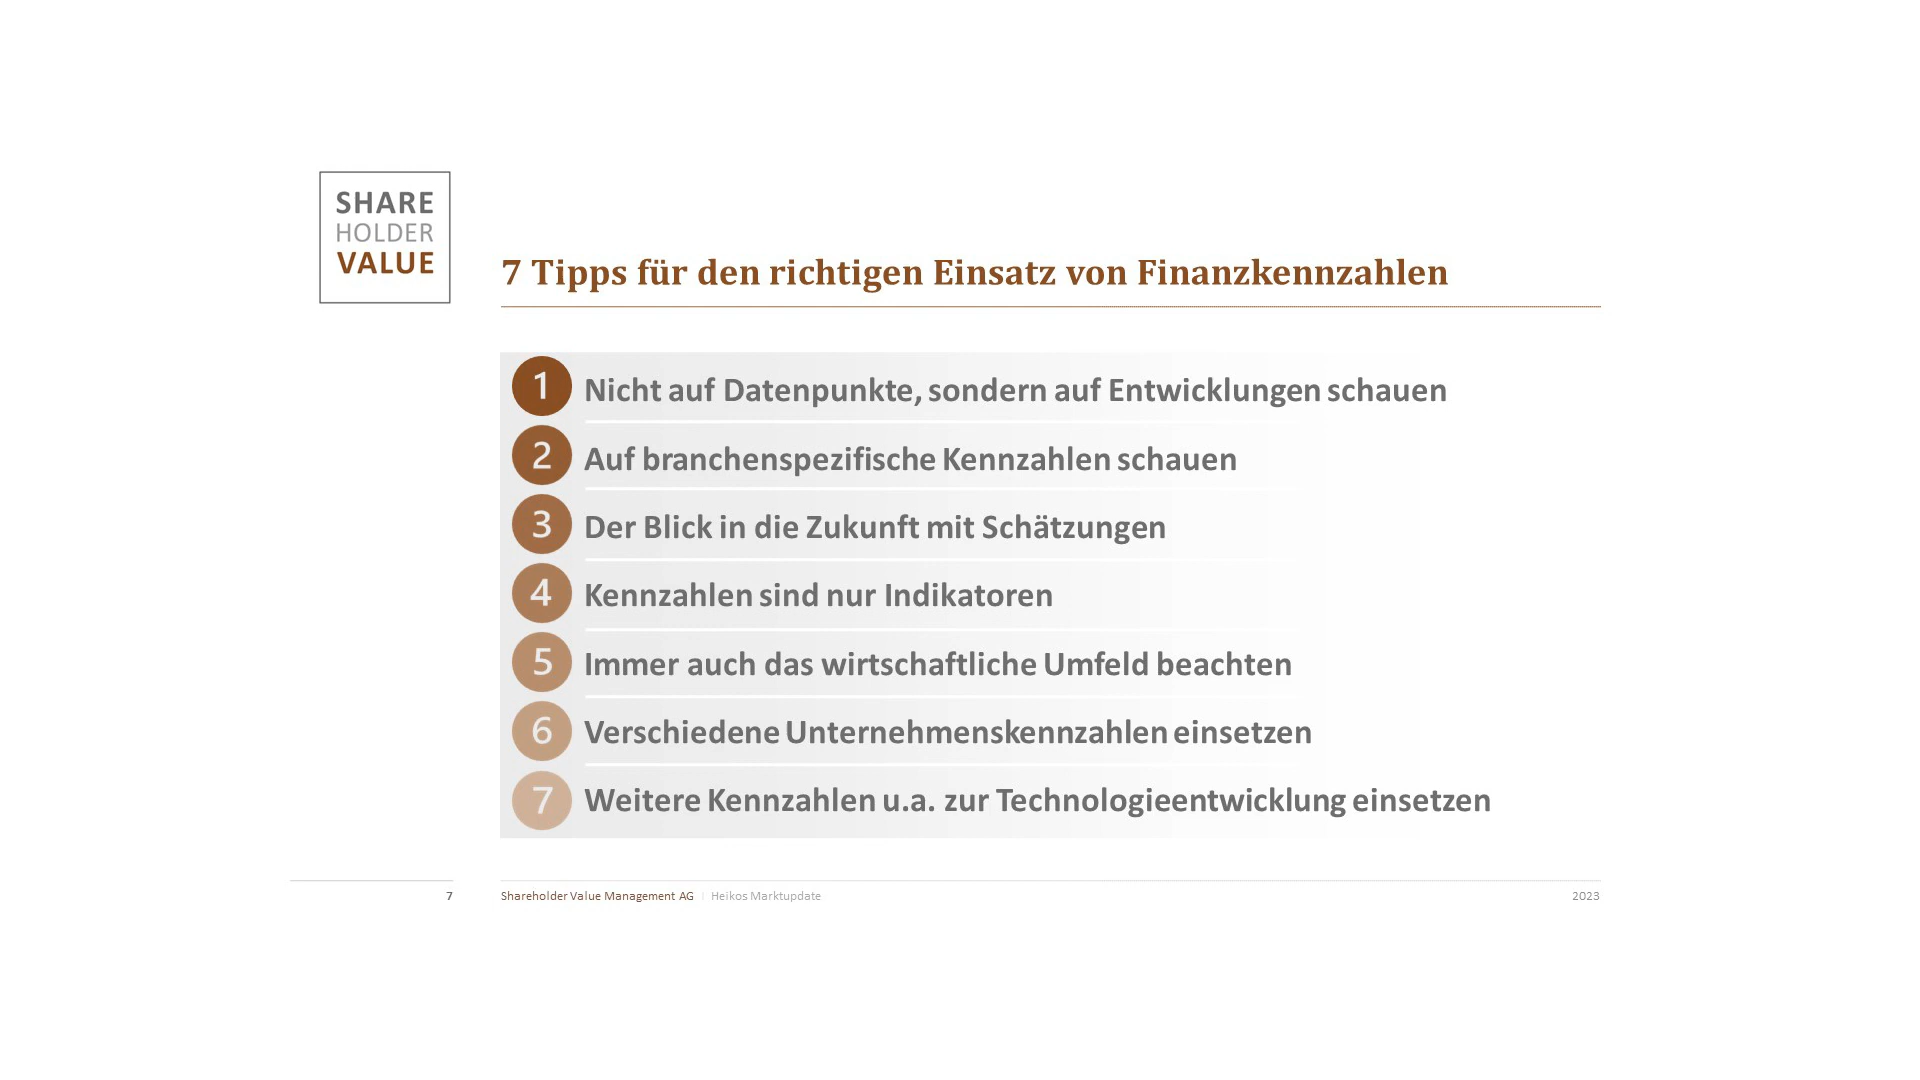 SHARE
HOLDER
VALUE
7 Tipps für den richtigen Einsatz von Finanzkennzahlen
1 Nicht auf Datenpunkte, sondern auf Entwicklungen schauen
2 Auf branchenspezifische Kennzahlen schauen
3 Der Blick in die Zukunft mit Schätzungen
4 Kennzahlen sind nur Indikatoren
5 Immer auch das wirtschaftliche Umfeld beachten
6 Verschiedene Unternehmenskennzahlen einsetzen
7 Weitere Kennzahlen u.a. zur Technologieentwicklung einsetzen
7 Shareholder Value Management AG | Heikos Marktupdate 2023